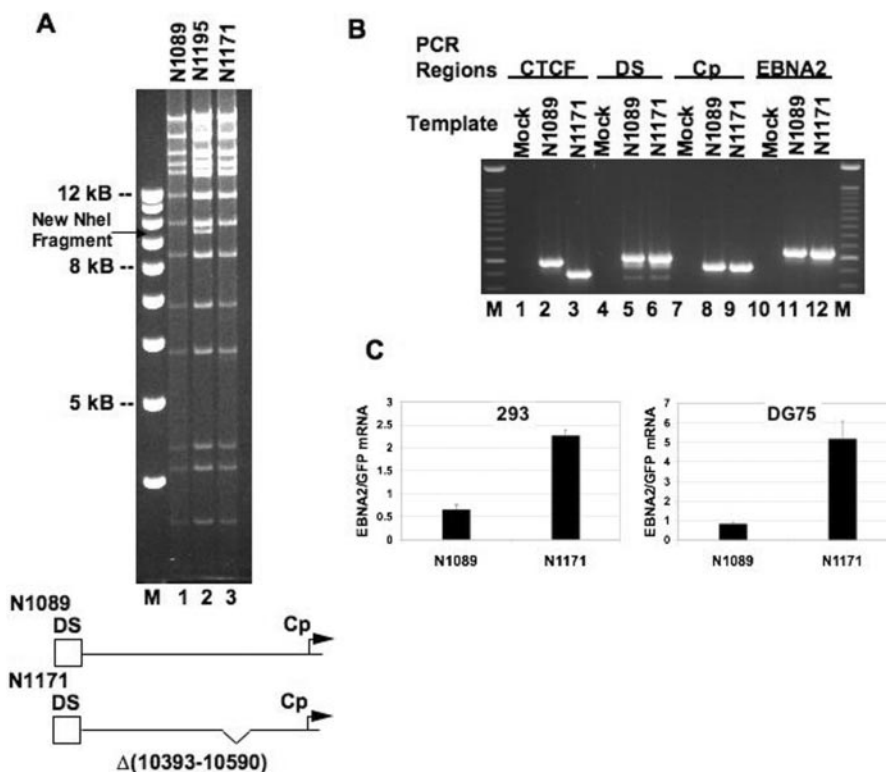 A
N1089
N1195
N1171
12 kB --
New NheI
Fragment
8 kB --
5 kB --
M 1 2 3
N1089
DS Cp
N1171
DS Cp
Δ(10393-10590)
B
PCR
Regions CTCF DS Cp EBNA2
Template Mock N1089 N1171 Mock N1089 N1171 Mock N1089 N1171 Mock N1089 N1171
M 1 2 3 4 5 6 7 8 9 10 11 12 M
C
293
EBNA2/GFP mRNA
3
2.5
2
1.5
1
0.5
0
N1089 N1171
DG75
EBNA2/GFP mRNA
7
6
5
4
3
2
1
0
N1089 N1171